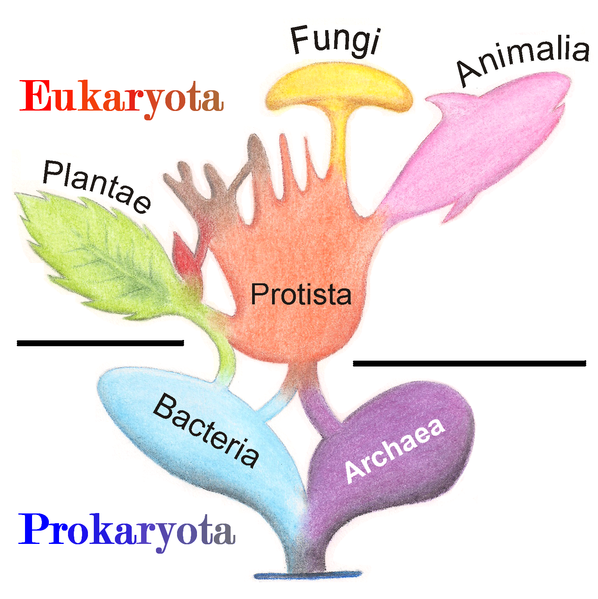 Fungi
Animalia
Eukaryota
Plantae
Protista
Bacteria
Archaea
Prokaryota